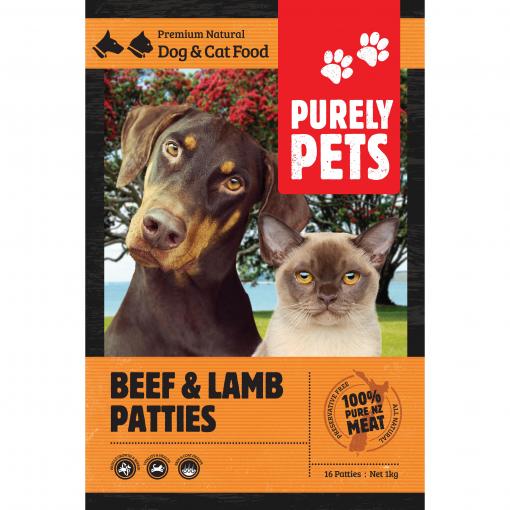 Premium Natural
Dog & Cat Food
PURELY
PETS
BEEF & LAMB
PATTIES
PRESERVATIVE FREE
100%
PURE NZ
MEAT
ALL NATURAL
16 Patties : Net 1kg